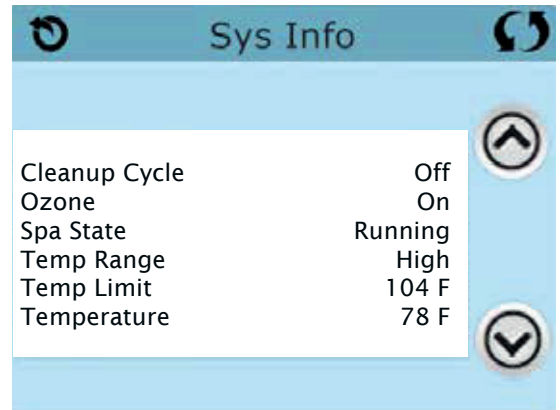 Sys Info
Cleanup Cycle Off
Ozone On
Spa State Running
Temp Range High
Temp Limit 104 F
Temperature 78 F